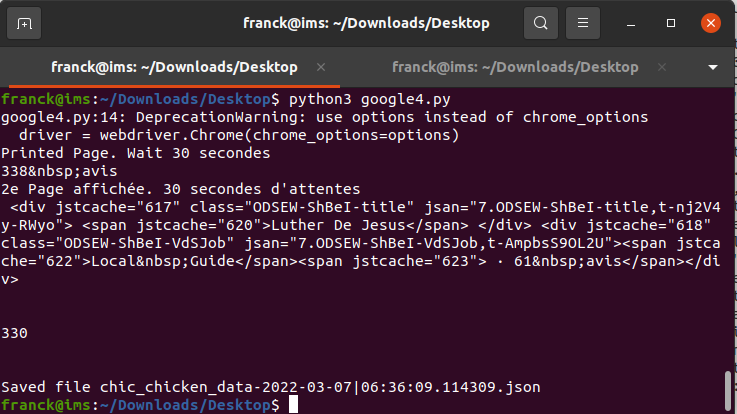 franck@ims: ~/Downloads/Desktop
franck@ims: ~/Downloads/Desktop × franck@ims: ~/Downloads/Desktop ×
franck@ims:~/Downloads/Desktop$ python3 google4.py
google4.py:14: DeprecationWarning: use options instead of chrome_options
  driver = webdriver.Chrome(chrome_options=options)
Printed Page. Wait 30 secondes
338&nbsp;avis
2e Page affichée. 30 secondes d'attentes
 <div jstcache="617" class="ODSEW-ShBeI-title" jsan="7.ODSEW-ShBeI-title,t-nj2V4
y-RWyo"> <span jstcache="620">Luther De Jesus</span> </div> <div jstcache="618"
class="ODSEW-ShBeI-VdSJob" jsan="7.ODSEW-ShBeI-VdSJob,t-AmpbsS9OL2U"><span jstca
che="622">Local&nbsp;Guide</span><span jstcache="623"> · 61&nbsp;avis</span></di
v>
330
Saved file chic_chicken_data-2022-03-07|06:36:09.114309.json
franck@ims:~/Downloads/Desktop$